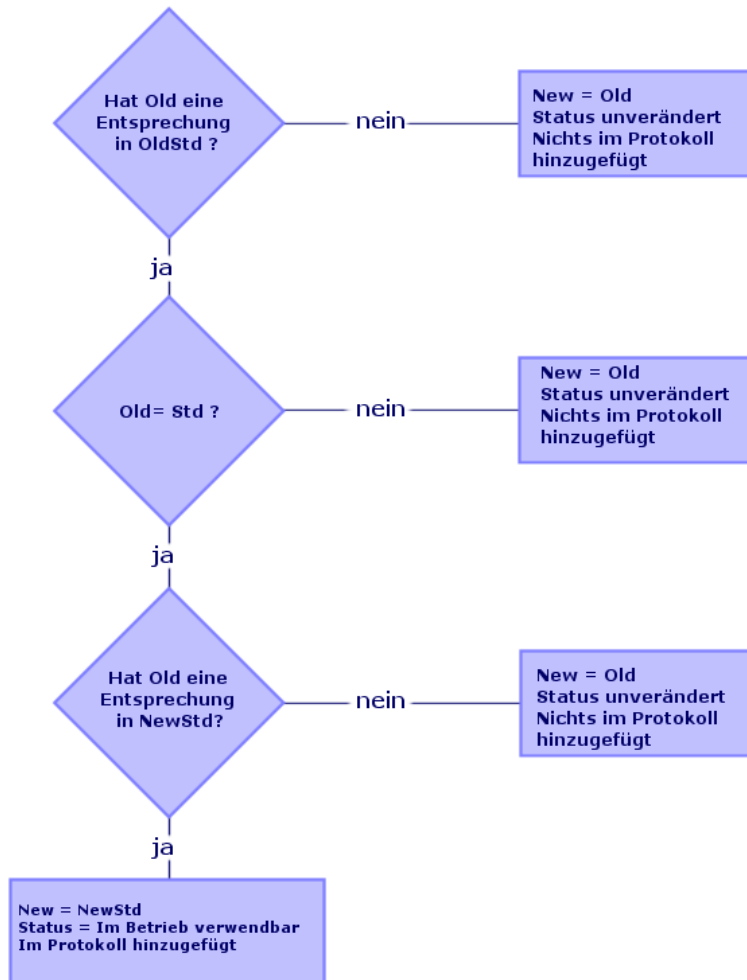 Hat Old eine
Entsprechung
in OldStd ?
nein
New = Old
Status unverändert
Nichts im Protokoll
hinzugefügt
ja
Old= Std ?
nein
New = Old
Status unverändert
Nichts im Protokoll
hinzugefügt
ja
Hat Old eine
Entsprechung
in NewStd?
nein
New = Old
Status unverändert
Nichts im Protokoll
hinzugefügt
ja
New = NewStd
Status = Im Betrieb verwendbar
Im Protokoll hinzugefügt